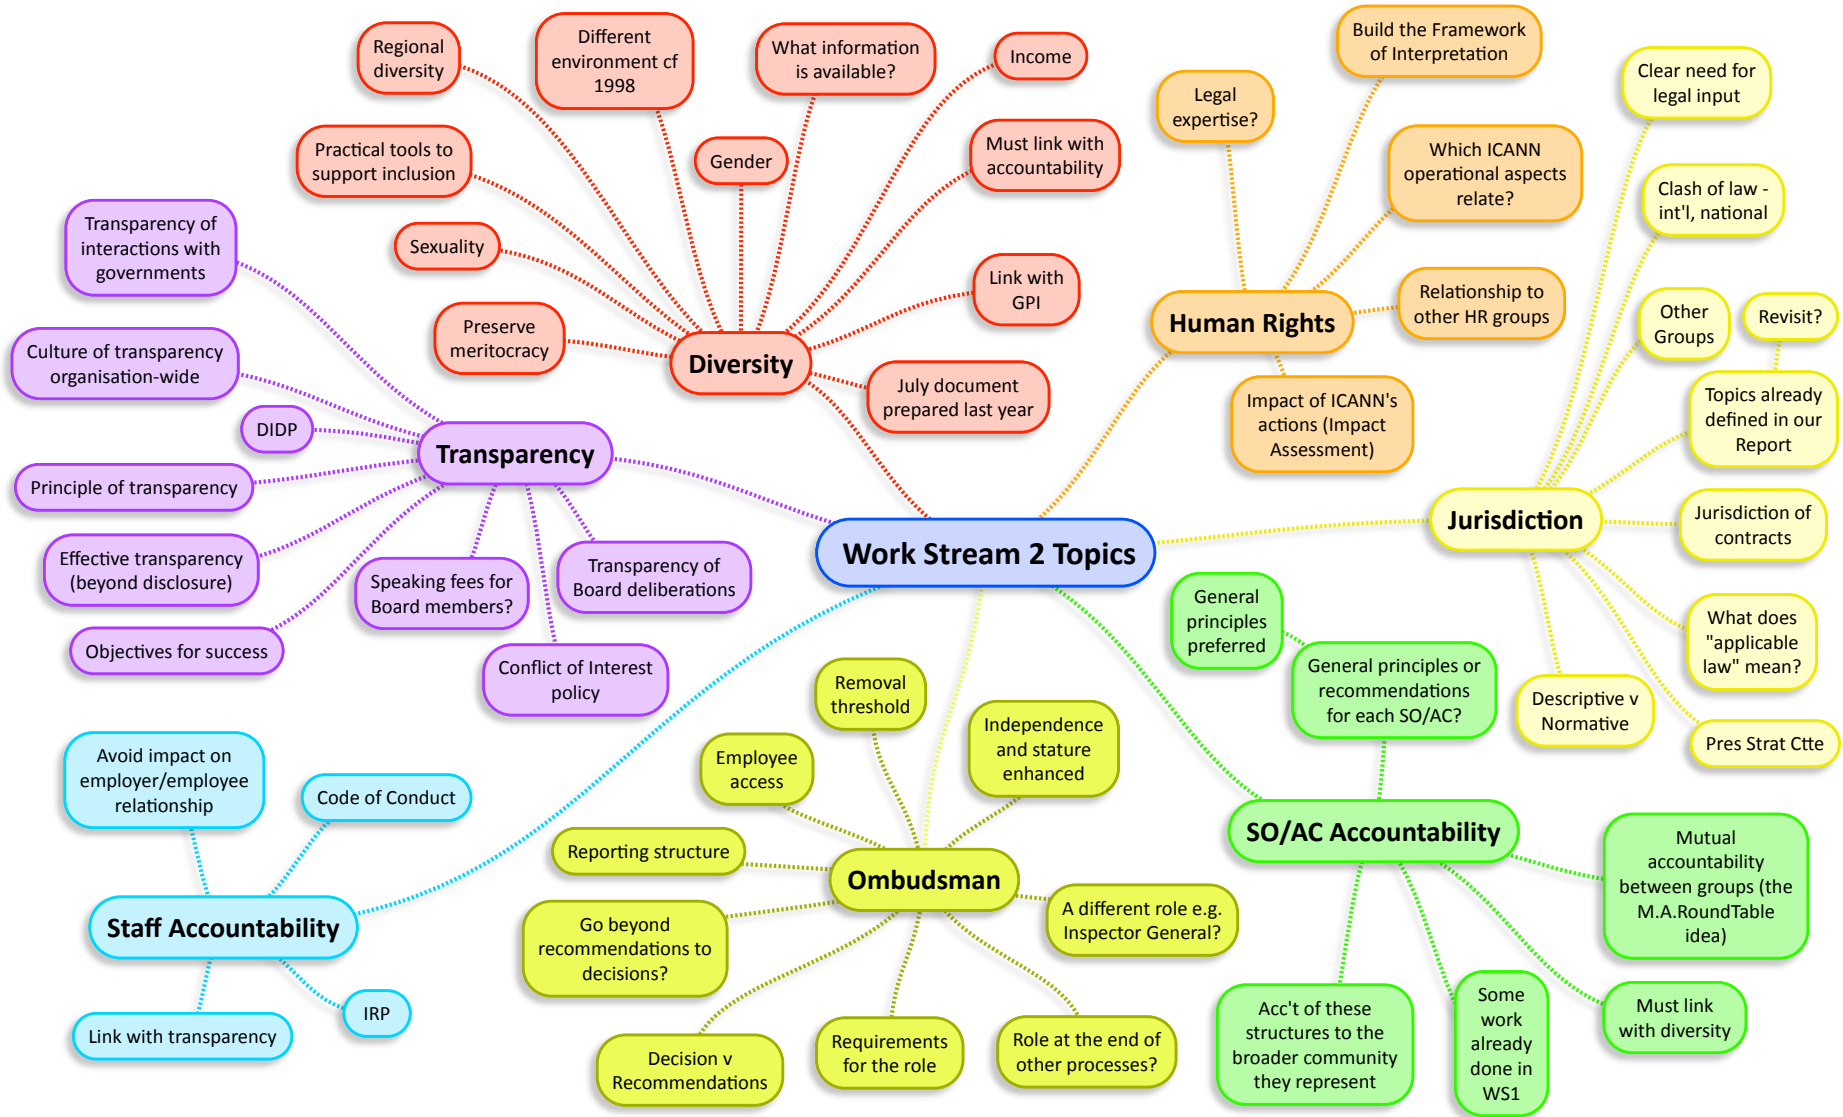 Work Stream 2 Topics
Diversity
Regional
diversity
Different
environment cf
1998
What information
is available?
Income
Practical tools to
support inclusion
Gender
Must link with
accountability
Sexuality
Link with
GPI
Preserve
meritocracy
July document
prepared last year
Human Rights
Build the Framework
of Interpretation
Legal
expertise?
Which ICANN
operational aspects
relate?
Relationship to
other HR groups
Impact of ICANN's
actions (Impact
Assessment)
Jurisdiction
Clear need for
legal input
Clash of law -
int'l, national
Other
Groups
Revisit?
Topics already
defined in our
Report
Jurisdiction of
contracts
What does
"applicable
law" mean?
Descriptive v
Normative
Pres Strat Ctte
Transparency
Transparency of
interactions with
governments
Culture of transparency
organisation-wide
DIDP
Principle of transparency
Effective transparency
(beyond disclosure)
Objectives for success
Speaking fees for
Board members?
Transparency of
Board deliberations
Conflict of Interest
policy
Staff Accountability
Avoid impact on
employer/employee
relationship
Code of Conduct
Link with transparency
IRP
Ombudsman
Removal
threshold
Employee
access
Independence
and stature
enhanced
Reporting structure
Go beyond
recommendations to
decisions?
A different role e.g.
Inspector General?
Decision v
Recommendations
Requirements
for the role
Role at the end of
other processes?
SO/AC Accountability
General
principles
preferred
General principles or
recommendations
for each SO/AC?
Mutual
accountability
between groups (the
M.A.RoundTable
idea)
Acc't of these
structures to the
broader community
they represent
Some
work
already
done in
WS1
Must link
with diversity